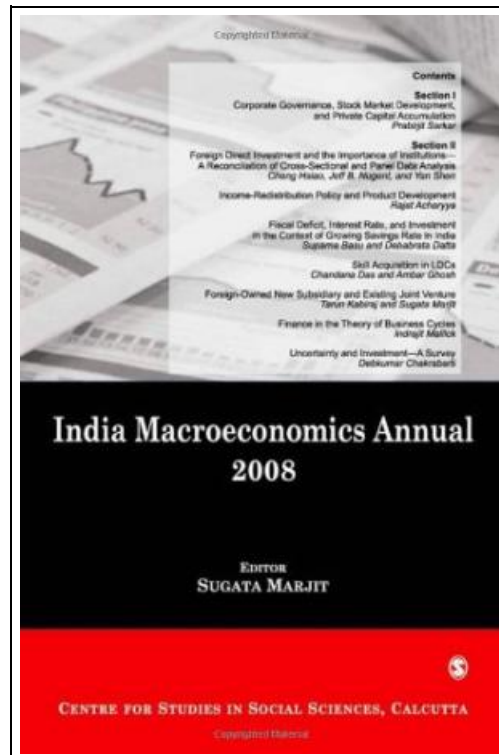 Copyrighted Material
Contents
Section I
Corporate Governance, Stock Market Development,
and Private Capital Accumulation
Prabirjit Sarkar
Section II
Foreign Direct Investment and the Importance of Institutions—
A Reconciliation of Cross-Sectional and Panel Data Analysis
Cheng Hsiao, Jeff B. Nugent, and Yan Shen
Income-Redistribution Policy and Product Development
Rajat Acharyya
Fiscal Deficit, Interest Rate, and Investment
in the Context of Growing Savings Rate in India
Suparna Basu and Debabrata Datta
Skill Acquisition in LDCs
Chandana Das and Ambar Ghosh
Foreign-Owned New Subsidiary and Existing Joint Venture
Tarun Kabiraj and Sugata Marjit
Finance in the Theory of Business Cycles
Indrajit Mallick
Uncertainty and Investment—A Survey
Debkumar Chakrabarti
India Macroeconomics Annual
2008
EDITOR
SUGATA MARJIT
S
CENTRE FOR STUDIES IN SOCIAL SCIENCES, CALCUTTA
Copyrighted Material